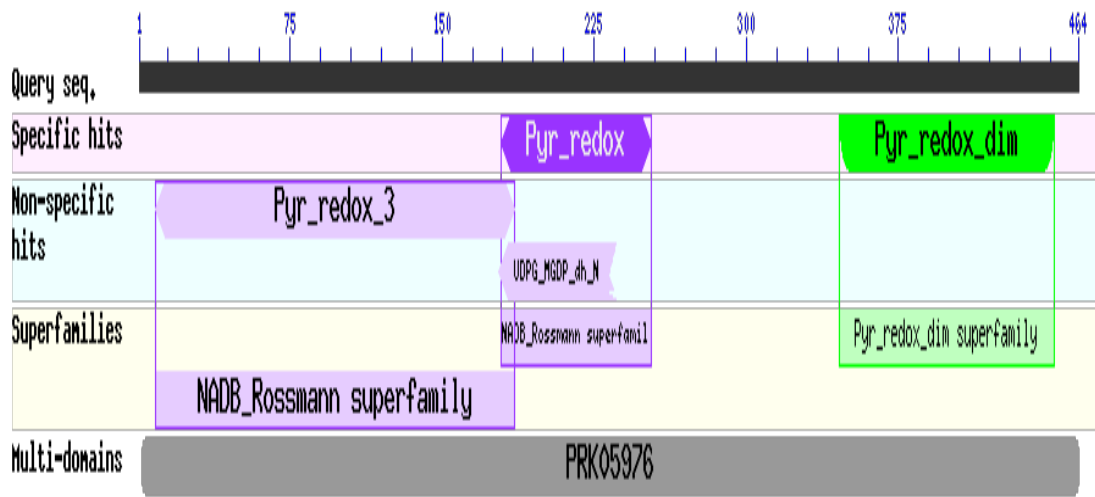 1 75 150 225 300 375 464
Query seq.
Specific hits Pyr_redox Pyr_redox_dim
Non-specific Pyr_redox_3
hits
UDPG_MGDP_dh_N
Superfamilies NADB_Rossmann superfamil Pyr_redox_dim superfamily
NADB_Rossmann superfamily
Multi-domains PRK05976